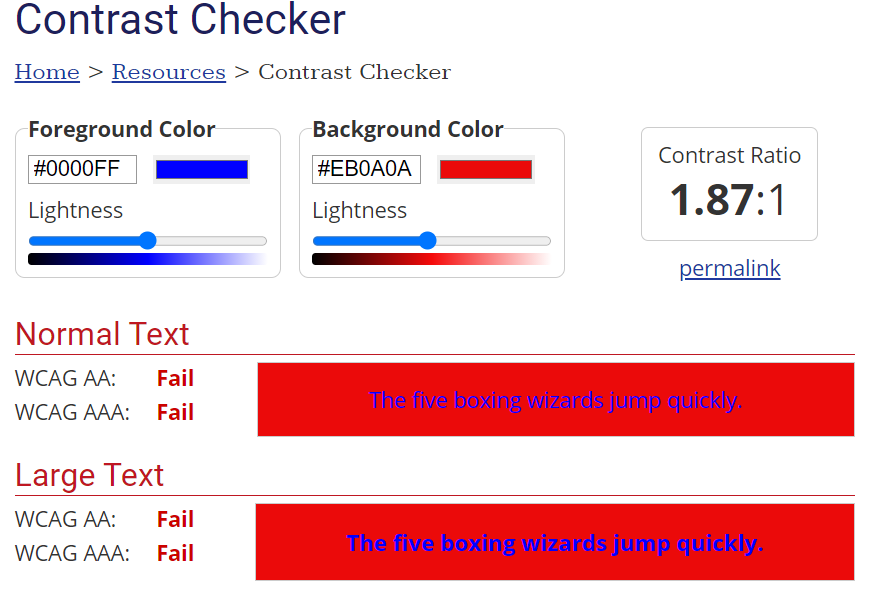 Contrast Checker
Home > Resources > Contrast Checker
Foreground Color
#0000FF
Lightness
Background Color
#EB0A0A
Lightness
Contrast Ratio
1.87:1
permalink
Normal Text
WCAG AA: Fail
WCAG AAA: Fail
The five boxing wizards jump quickly.
Large Text
WCAG AA: Fail
WCAG AAA: Fail
The five boxing wizards jump quickly.